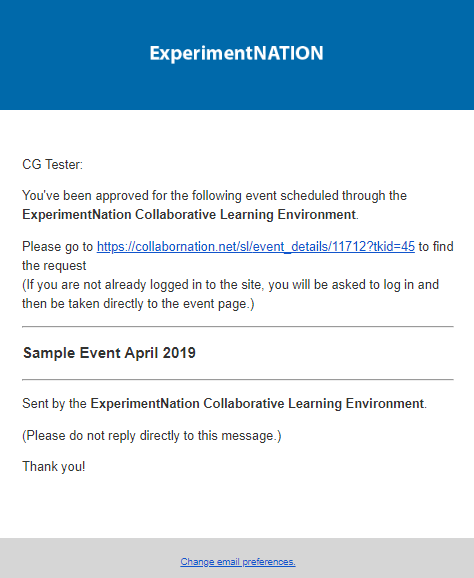 ExperimentNATION
CG Tester:
You've been approved for the following event scheduled through the
ExperimentNation Collaborative Learning Environment.
Please go to https://collabornation.net/sl/event_details/11712?tkid=45 to find
the request
(If you are not already logged in to the site, you will be asked to log in and
then be taken directly to the event page.)
Sample Event April 2019
Sent by the ExperimentNation Collaborative Learning Environment.
(Please do not reply directly to this message.)
Thank you!
Change email preferences.